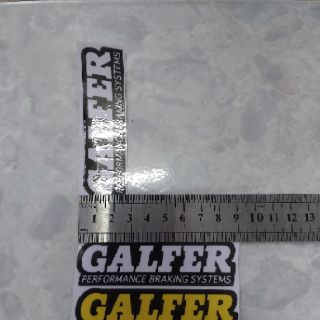 GALFER
PERFORMANCE BRAKING SYSTEMS
1 2 3 4 5 6 7 8 9 10 11 12 13
GALFER
PERFORMANCE BRAKING SYSTEMS
GALFER